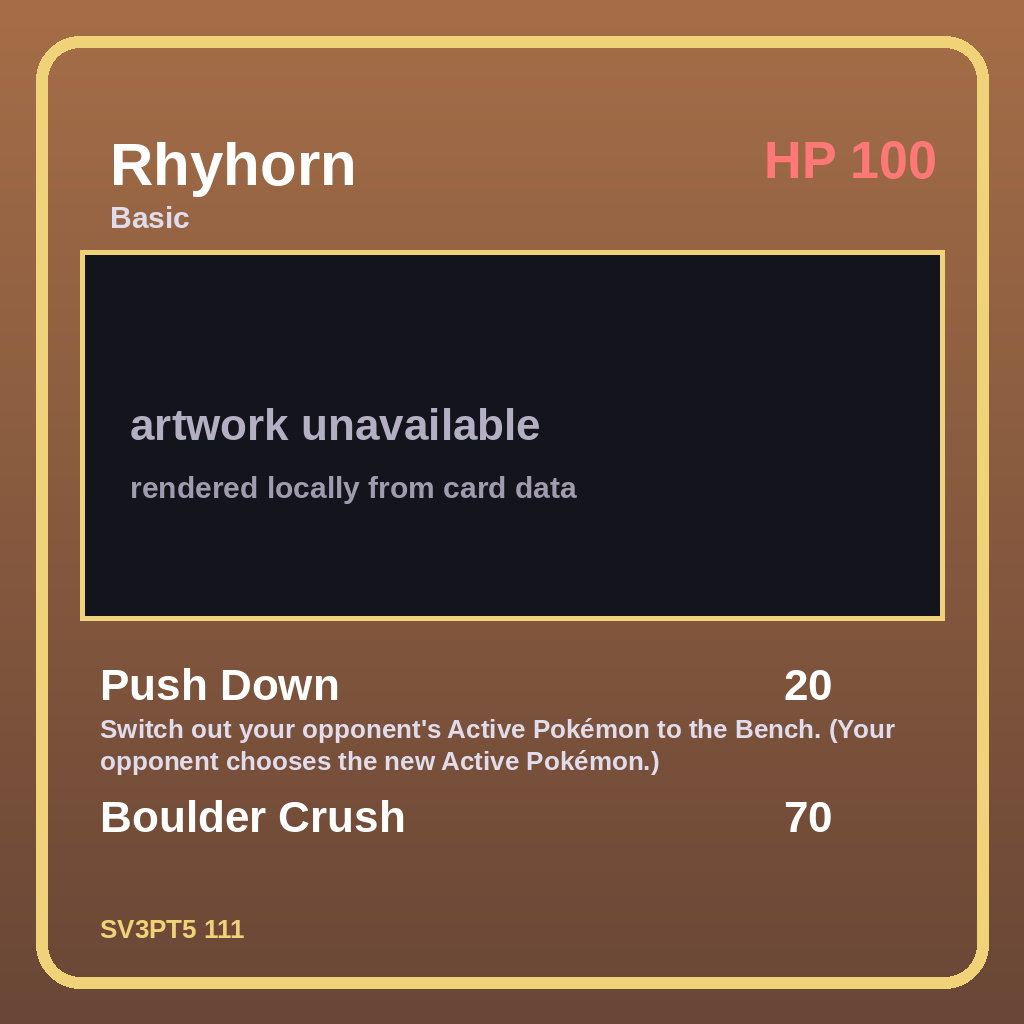 Rhyhorn
HP 100
Basic
artwork unavailable
rendered locally from card data
Push Down 20
Switch out your opponent's Active Pokémon to the Bench. (Your
opponent chooses the new Active Pokémon.)
Boulder Crush 70
SV3PT5 111